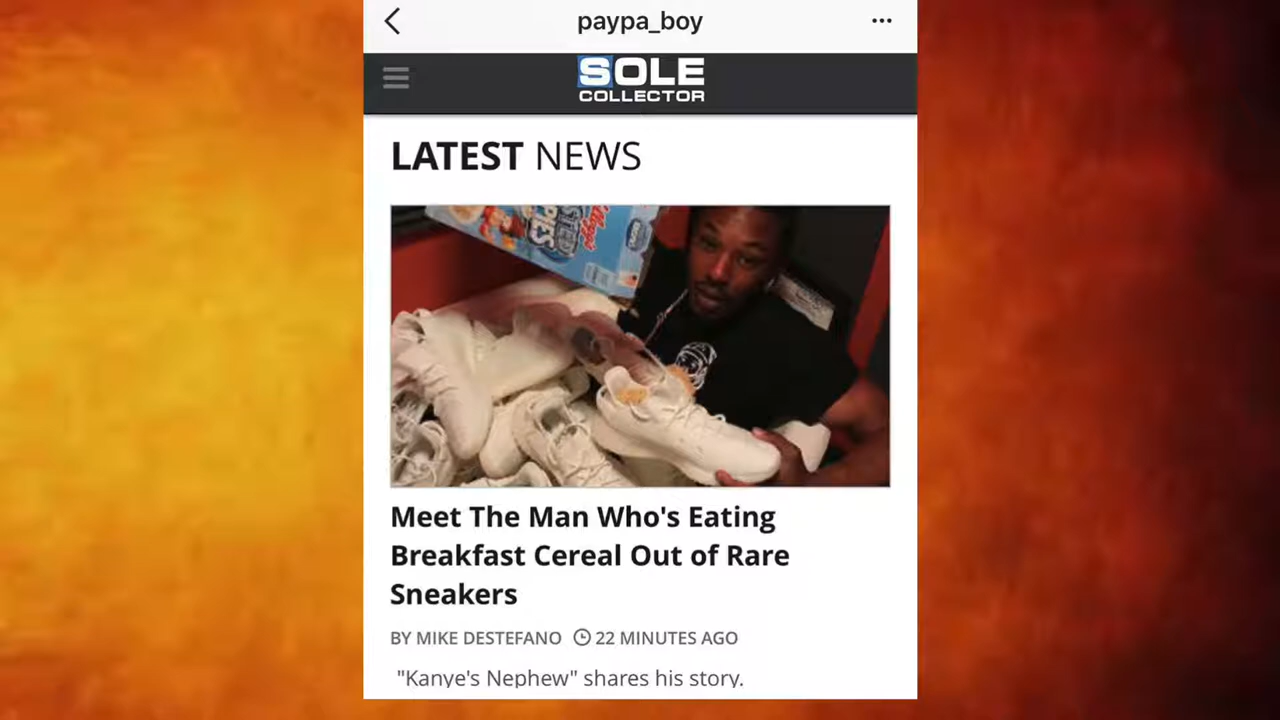 paypa_boy
SOLE
COLLECTOR
LATEST NEWS
Kellogg's
Meet The Man Who's Eating
Breakfast Cereal Out of Rare
Sneakers
BY MIKE DESTEFANO 22 MINUTES AGO
"Kanye's Nephew" shares his story.